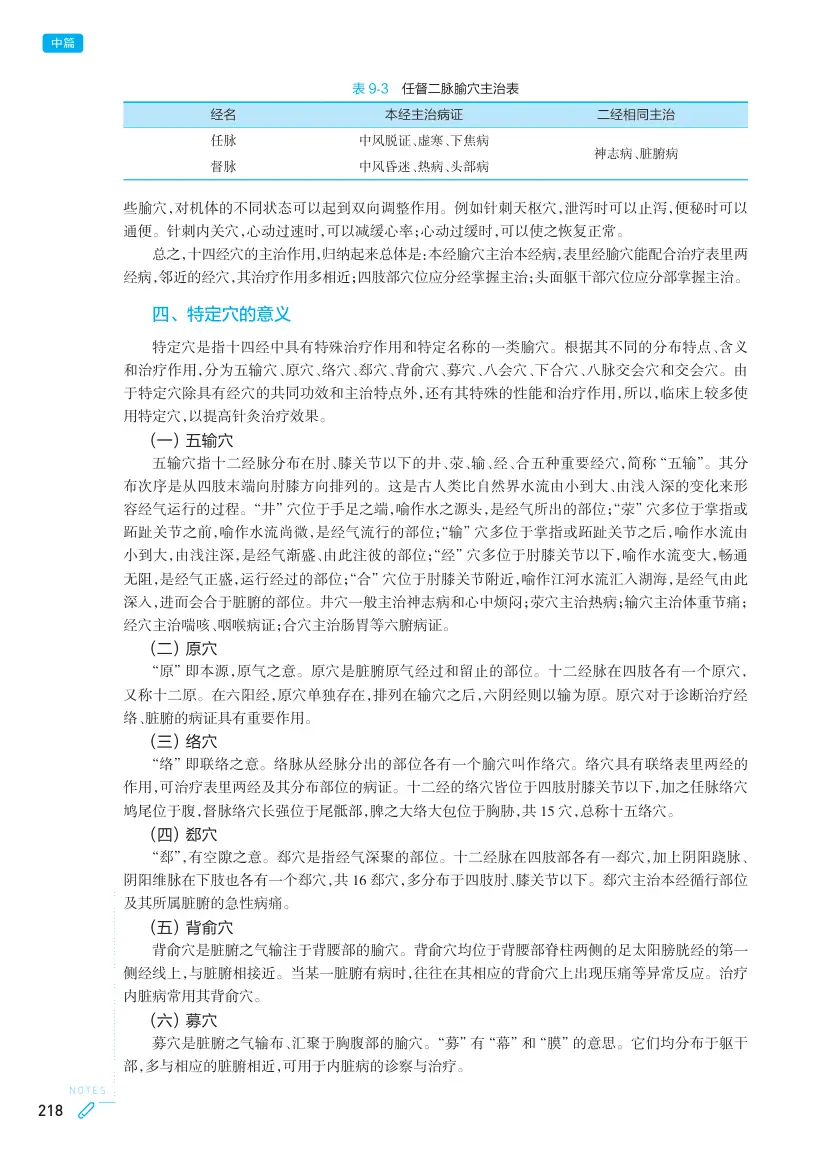 中篇
表 9-3　任督二脉腧穴主治表
经名　本经主治病证　二经相同主治
任脉　中风脱证、虚寒、下焦病
神志病、脏腑病
督脉　中风昏迷、热病、头部病
些腧穴,对机体的不同状态可以起到双向调整作用。例如针刺天枢穴,泄泻时可以止泻,便秘时可以
通便。针刺内关穴,心动过速时,可以减缓心率;心动过缓时,可以使之恢复正常。
总之,十四经穴的主治作用,归纳起来总体是:本经腧穴主治本经病,表里经腧穴能配合治疗表里两
经病,邻近的经穴,其治疗作用多相近;四肢部穴位应分经掌握主治;头面躯干部穴位应分部掌握主治。
四、特定穴的意义
特定穴是指十四经中具有特殊治疗作用和特定名称的一类腧穴。根据其不同的分布特点、含义
和治疗作用,分为五输穴、原穴、络穴、郄穴、背俞穴、募穴、八会穴、下合穴、八脉交会穴和交会穴。由
于特定穴除具有经穴的共同功效和主治特点外,还有其特殊的性能和治疗作用,所以,临床上较多使
用特定穴,以提高针灸治疗效果。
（一）五输穴
五输穴指十二经脉分布在肘、膝关节以下的井、荥、输、经、合五种重要经穴,简称 “五输”。其分
布次序是从四肢末端向肘膝方向排列的。这是古人类比自然界水流由小到大、由浅入深的变化来形
容经气运行的过程。“井” 穴位于手足之端,喻作水之源头,是经气所出的部位;“荥” 穴多位于掌指或
跖趾关节之前,喻作水流尚微,是经气流行的部位;“输” 穴多位于掌指或跖趾关节之后,喻作水流由
小到大,由浅注深,是经气渐盛、由此注彼的部位;“经” 穴多位于肘膝关节以下,喻作水流变大,畅通
无阻,是经气正盛,运行经过的部位;“合” 穴位于肘膝关节附近,喻作江河水流汇入湖海,是经气由此
深入,进而会合于脏腑的部位。井穴一般主治神志病和心中烦闷;荥穴主治热病;输穴主治体重节痛;
经穴主治喘咳、咽喉病证;合穴主治肠胃等六腑病证。
（二）原穴
“原” 即本源,原气之意。原穴是脏腑原气经过和留止的部位。十二经脉在四肢各有一个原穴,
又称十二原。在六阳经,原穴单独存在,排列在输穴之后,六阴经则以输为原。原穴对于诊断治疗经
络、脏腑的病证具有重要作用。
（三）络穴
“络” 即联络之意。络脉从经脉分出的部位各有一个腧穴叫作络穴。络穴具有联络表里两经的
作用,可治疗表里两经及其分布部位的病证。十二经的络穴皆位于四肢肘膝关节以下,加之任脉络穴
鸠尾位于腹,督脉络穴长强位于尾骶部,脾之大络大包位于胸胁,共 15 穴,总称十五络穴。
（四）郄穴
“郄”,有空隙之意。郄穴是指经气深聚的部位。十二经脉在四肢部各有一郄穴,加上阴阳跷脉、
阴阳维脉在下肢也各有一个郄穴,共 16 郄穴,多分布于四肢肘、膝关节以下。郄穴主治本经循行部位
及其所属脏腑的急性病痛。
（五）背俞穴
背俞穴是脏腑之气输注于背腰部的腧穴。背俞穴均位于背腰部脊柱两侧的足太阳膀胱经的第一
侧经线上,与脏腑相接近。当某一脏腑有病时,往往在其相应的背俞穴上出现压痛等异常反应。治疗
内脏病常用其背俞穴。
（六）募穴
募穴是脏腑之气输布、汇聚于胸腹部的腧穴。“募” 有 “幕” 和 “膜” 的意思。它们均分布于躯干
部,多与相应的脏腑相近,可用于内脏病的诊察与治疗。
NOTES
218